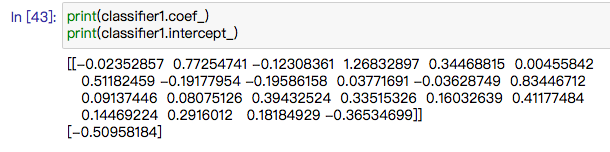 In [43]: print(classifier1.coef_)
print(classifier1.intercept_)
[[-0.02352857 0.77254741 -0.12308361 1.26832897 0.34468815 0.00455842
0.51182459 -0.19177954 -0.19586158 0.03771691 -0.03628749 0.83446712
0.09137446 0.08075126 0.39432524 0.33515326 0.16032639 0.41177484
0.14469224 0.2916012 0.18184929 -0.36534699]]
[-0.50958184]